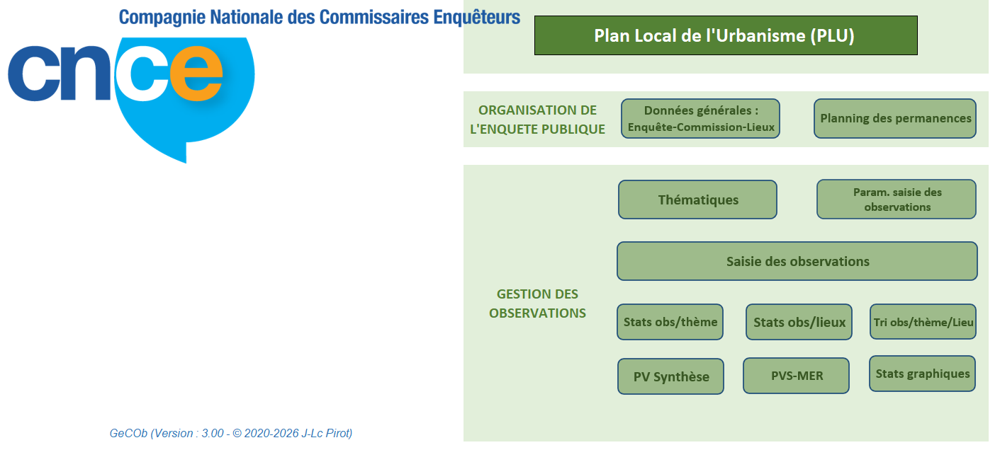 Compagnie Nationale des Commissaires Enquêteurs
cnce
Plan Local de l'Urbanisme (PLU)
ORGANISATION DE
L'ENQUETE PUBLIQUE
Données générales :
Enquête-Commission-Lieux
Planning des permanences
Thématiques
Param. saisie des
observations
Saisie des observations
GESTION DES
OBSERVATIONS
Stats obs/thème
Stats obs/lieux
Tri obs/thème/Lieu
PV Synthèse
PVS-MER
Stats graphiques
GeCOb (Version : 3.00 - © 2020-2026 J-Lc Pirot)